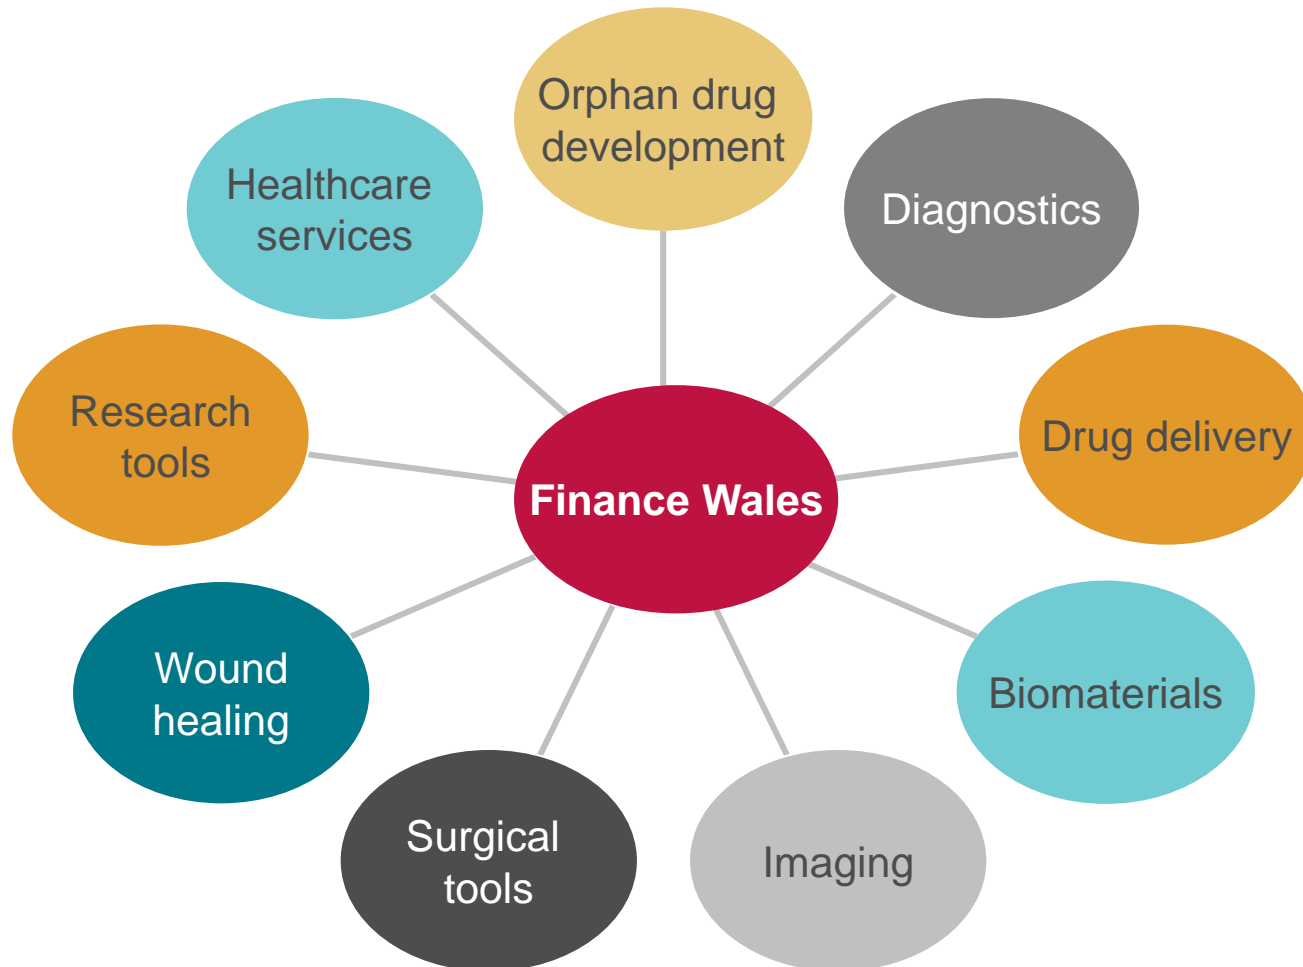 Orphan drug
development
Healthcare
services
Diagnostics
Research
tools
Drug delivery
Finance Wales
Wound
healing
Biomaterials
Surgical
tools
Imaging